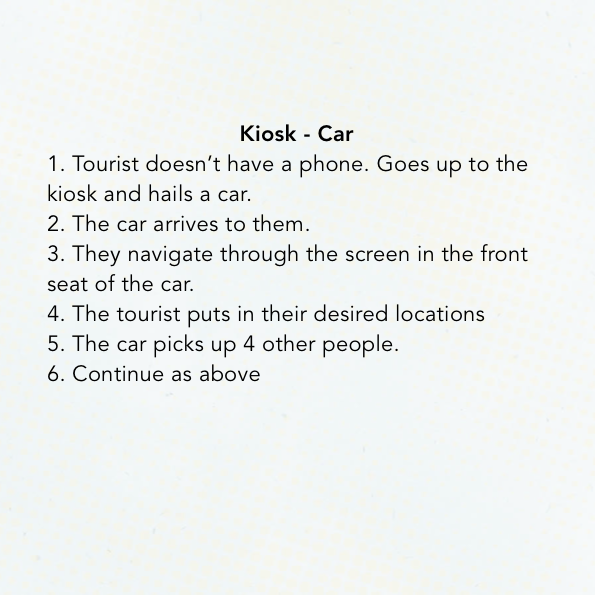 Kiosk - Car
1. Tourist doesn’t have a phone. Goes up to the
kiosk and hails a car.
2. The car arrives to them.
3. They navigate through the screen in the front
seat of the car.
4. The tourist puts in their desired locations
5. The car picks up 4 other people.
6. Continue as above